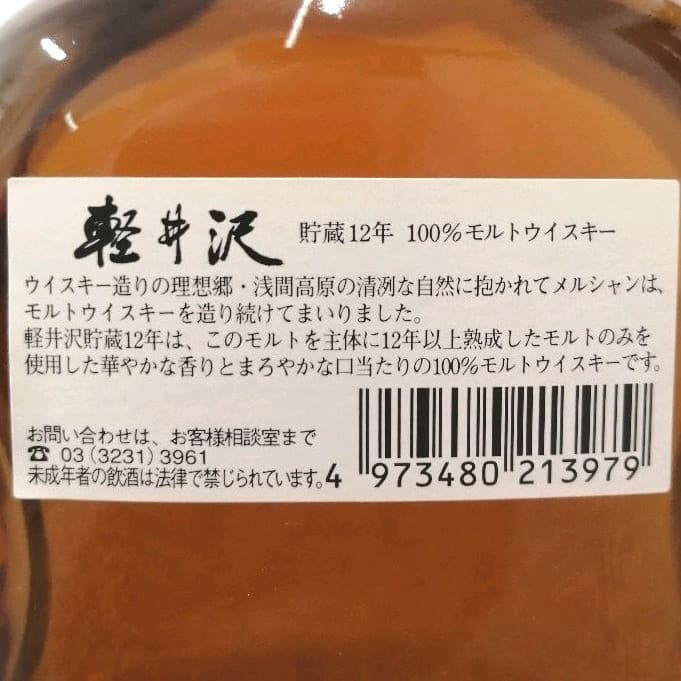 軽井沢 貯蔵12年 100%モルトウイスキー
ウイスキー造りの理想郷・浅間高原の清冽な自然に抱かれてメルシャンは、
モルトウイスキーを造り続けてまいりました。
軽井沢貯蔵12年は、このモルトを主体に12年以上熟成したモルトのみを
使用した華やかな香りとまろやかな口当たりの100%モルトウイスキーです。
お問い合わせは、お客様相談室まで
☎ 03(3231)3961
未成年者の飲酒は法律で禁じられています。
4 973480 213979